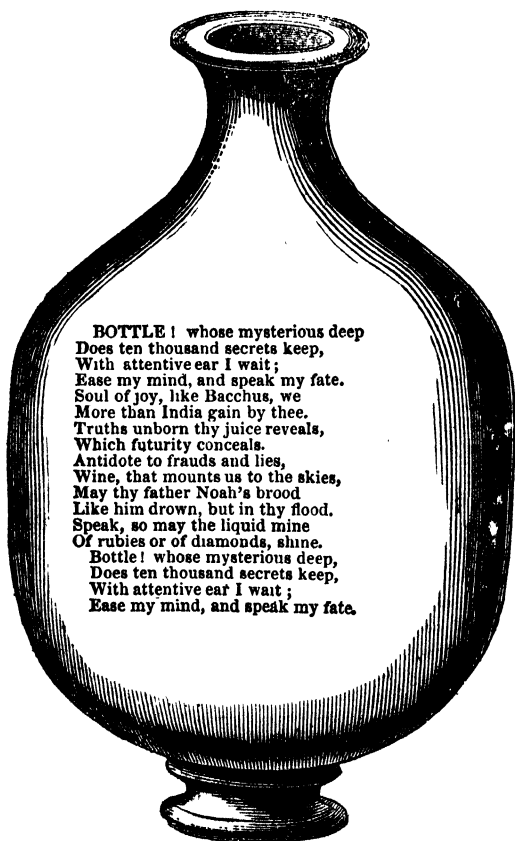 BOTTLE! whose mysterious deep
Does ten thousand secrets keep,
With attentive ear I wait;
Ease my mind, and speak my fate.
Soul of joy, like Bacchus, we
More than India gain by thee.
Truths unborn thy juice reveals,
Which futurity conceals.
Antidote to frauds and lies,
Wine, that mounts us to the skies,
May thy father Noah's brood
Like him drown, but in thy flood.
Speak, so may the liquid mine
Of rubies or of diamonds, shine.
Bottle! whose mysterious deep,
Does ten thousand secrets keep,
With attentive ear I wait;
Ease my mind, and speak my fate.